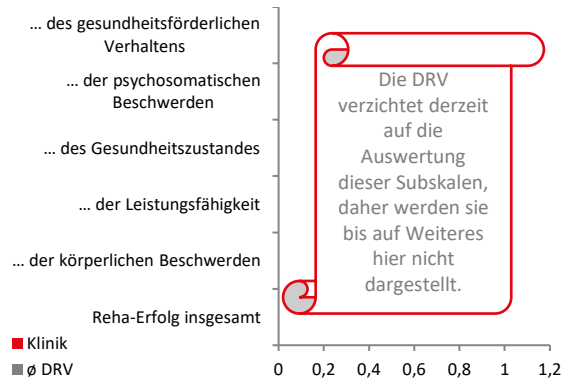 ... des gesundheitsförderlichen
Verhaltens
... der psychosomatischen
Beschwerden
... des Gesundheitszustandes
... der Leistungsfähigkeit
... der körperlichen Beschwerden
Reha-Erfolg insgesamt
Die DRV
verzichtet derzeit
auf die
Auswertung
dieser Subskalen,
daher werden sie
bis auf Weiteres
hier nicht
dargestellt.
Klinik
ø DRV
0 0,2 0,4 0,6 0,8 1 1,2